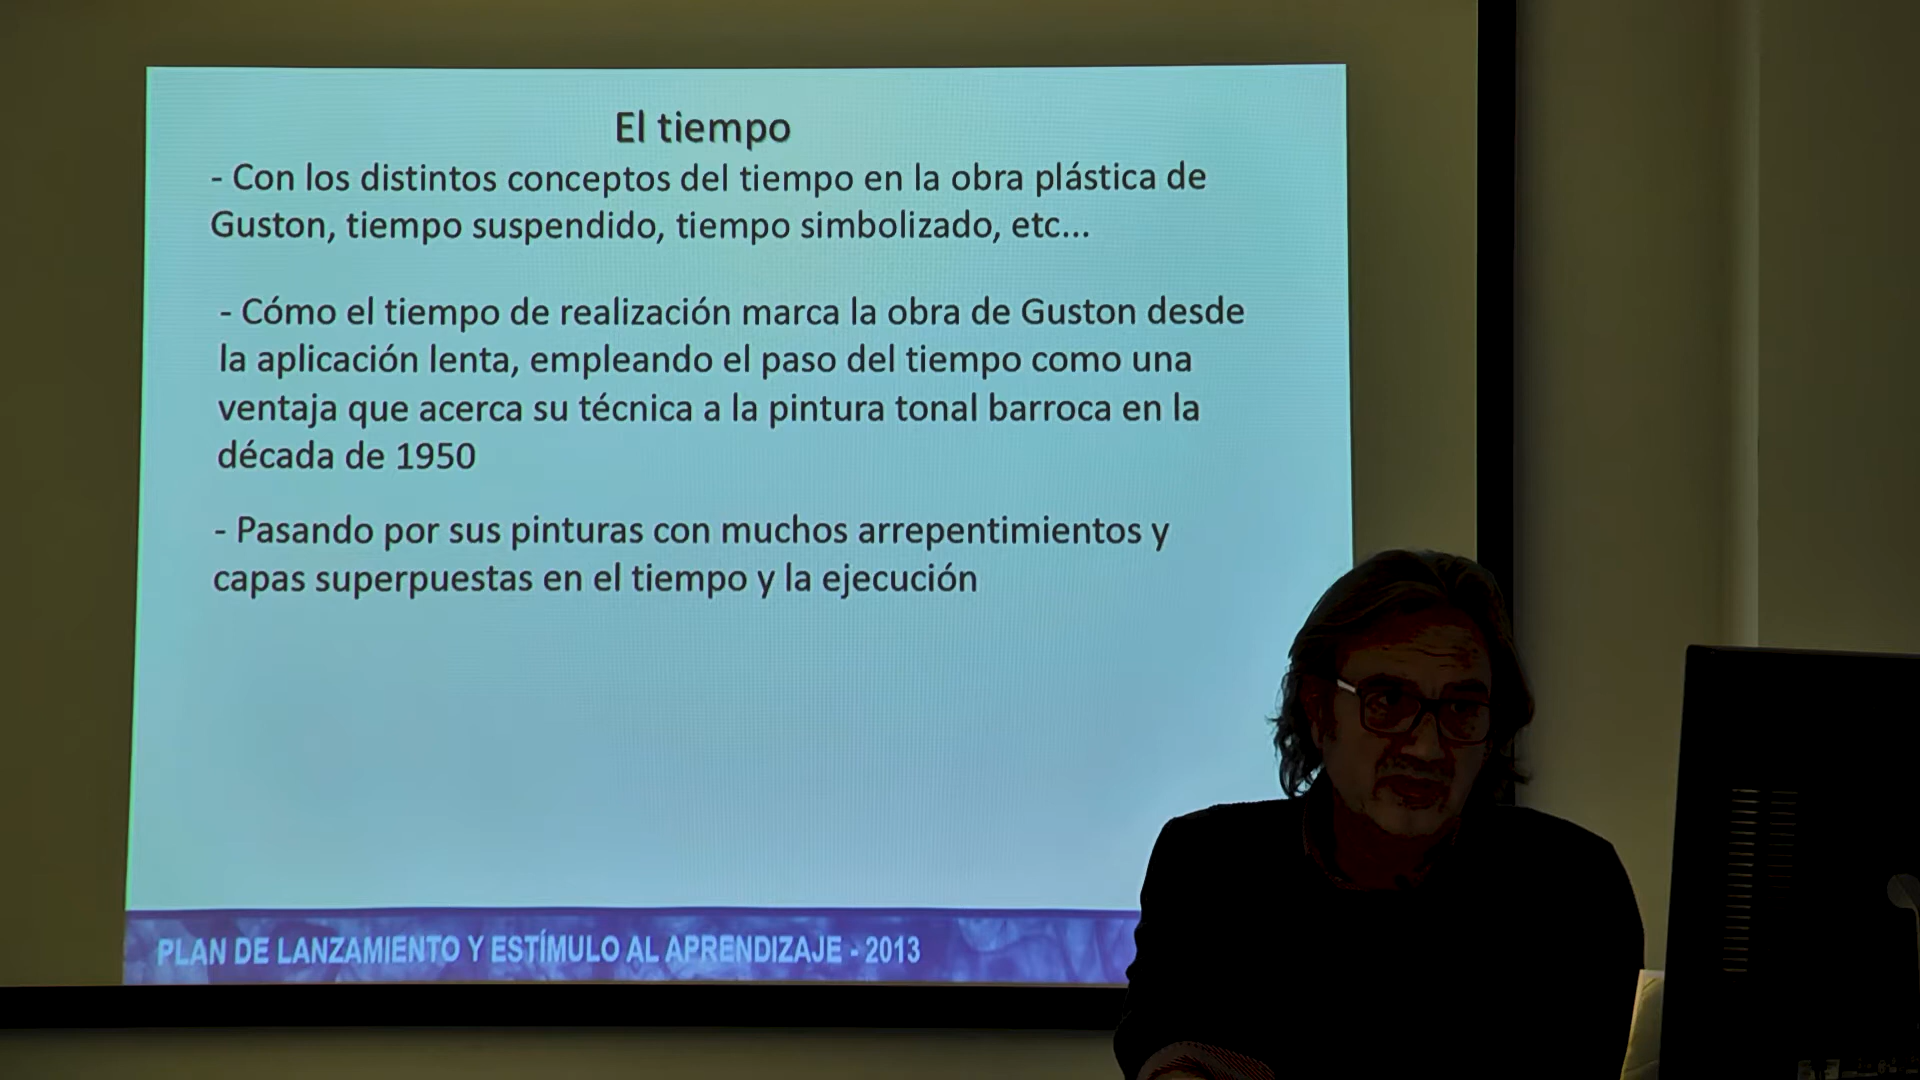 El tiempo
- Con los distintos conceptos del tiempo en la obra plástica de
Guston, tiempo suspendido, tiempo simbolizado, etc...
- Cómo el tiempo de realización marca la obra de Guston desde
la aplicación lenta, empleando el paso del tiempo como una
ventaja que acerca su técnica a la pintura tonal barroca en la
década de 1950
- Pasando por sus pinturas con muchos arrepentimientos y
capas superpuestas en el tiempo y la ejecución
PLAN DE LANZAMIENTO Y ESTÍMULO AL APRENDIZAJE - 2013